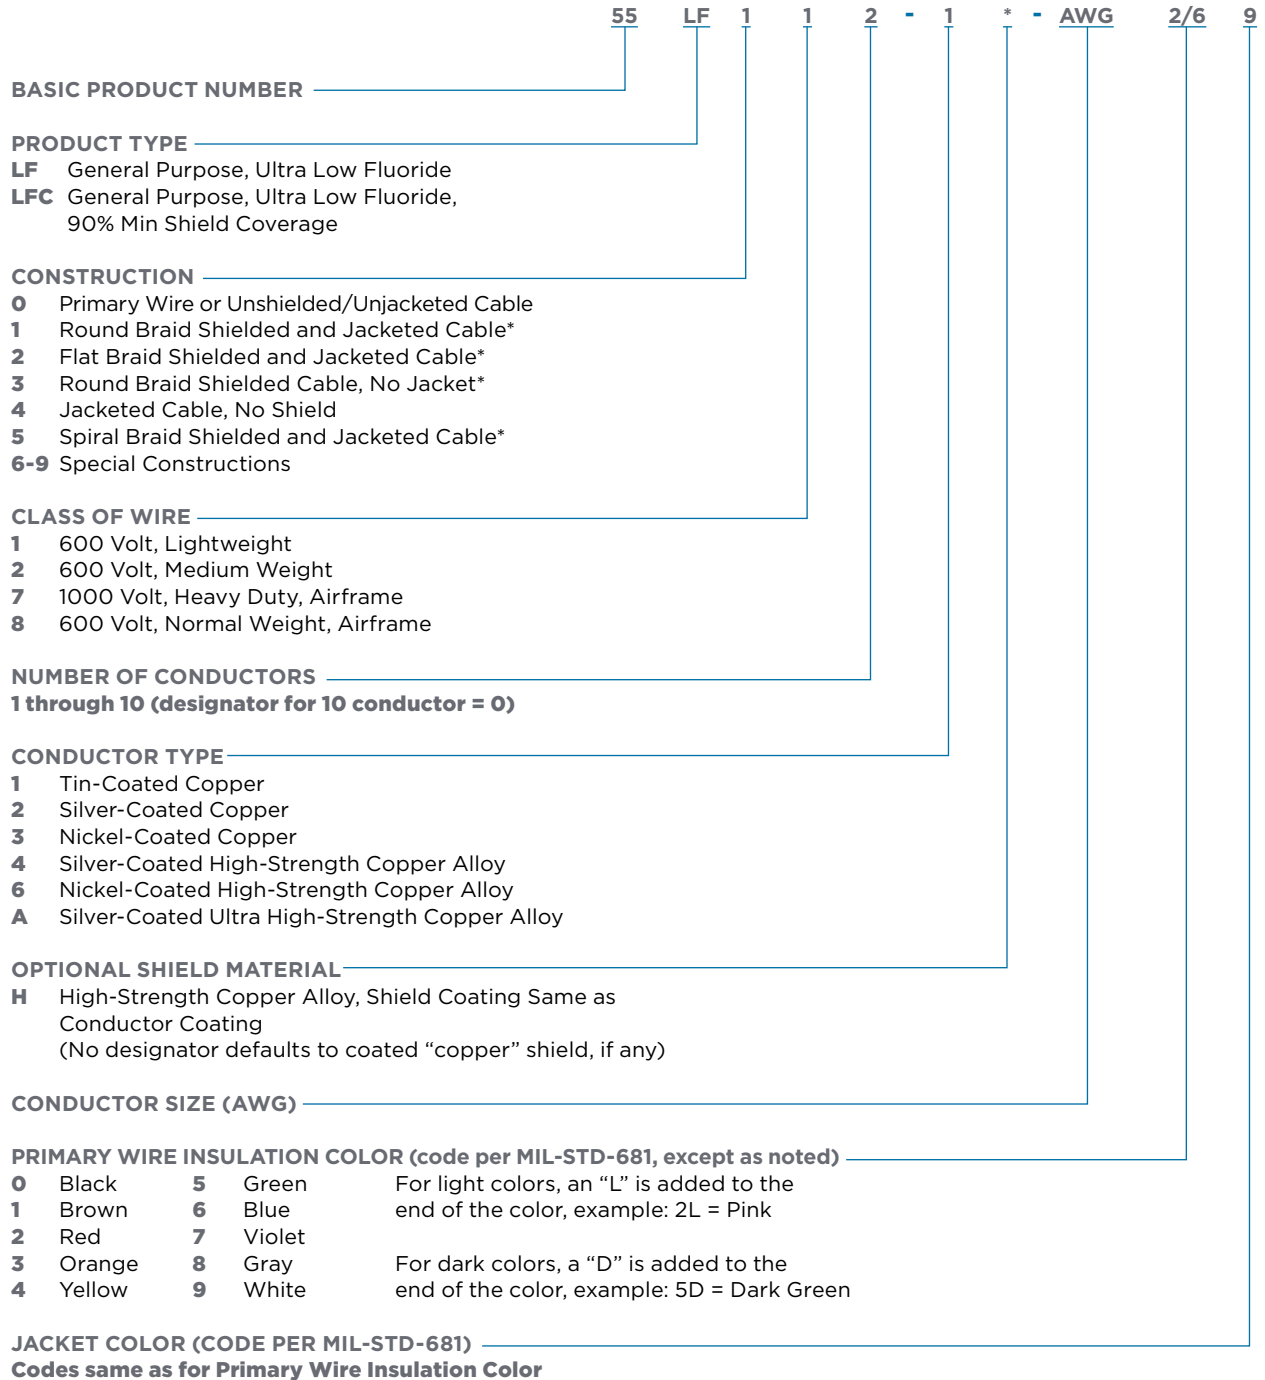 55 LF 1 1 2 - 1 * - AWG 2/6 9
BASIC PRODUCT NUMBER
PRODUCT TYPE
LF General Purpose, Ultra Low Fluoride
LFC General Purpose, Ultra Low Fluoride,
90% Min Shield Coverage
CONSTRUCTION
0 Primary Wire or Unshielded/Unjacketed Cable
1 Round Braid Shielded and Jacketed Cable*
2 Flat Braid Shielded and Jacketed Cable*
3 Round Braid Shielded Cable, No Jacket*
4 Jacketed Cable, No Shield
5 Spiral Braid Shielded and Jacketed Cable*
6-9 Special Constructions
CLASS OF WIRE
1 600 Volt, Lightweight
2 600 Volt, Medium Weight
7 1000 Volt, Heavy Duty, Airframe
8 600 Volt, Normal Weight, Airframe
NUMBER OF CONDUCTORS
1 through 10 (designator for 10 conductor = 0)
CONDUCTOR TYPE
1 Tin-Coated Copper
2 Silver-Coated Copper
3 Nickel-Coated Copper
4 Silver-Coated High-Strength Copper Alloy
6 Nickel-Coated High-Strength Copper Alloy
A Silver-Coated Ultra High-Strength Copper Alloy
OPTIONAL SHIELD MATERIAL
H High-Strength Copper Alloy, Shield Coating Same as
Conductor Coating
(No designator defaults to coated “copper” shield, if any)
CONDUCTOR SIZE (AWG)
PRIMARY WIRE INSULATION COLOR (code per MIL-STD-681, except as noted)
0 Black 5 Green For light colors, an “L” is added to the
1 Brown 6 Blue end of the color, example: 2L = Pink
2 Red 7 Violet
3 Orange 8 Gray For dark colors, a “D” is added to the
4 Yellow 9 White end of the color, example: 5D = Dark Green
JACKET COLOR (CODE PER MIL-STD-681)
Codes same as for Primary Wire Insulation Color